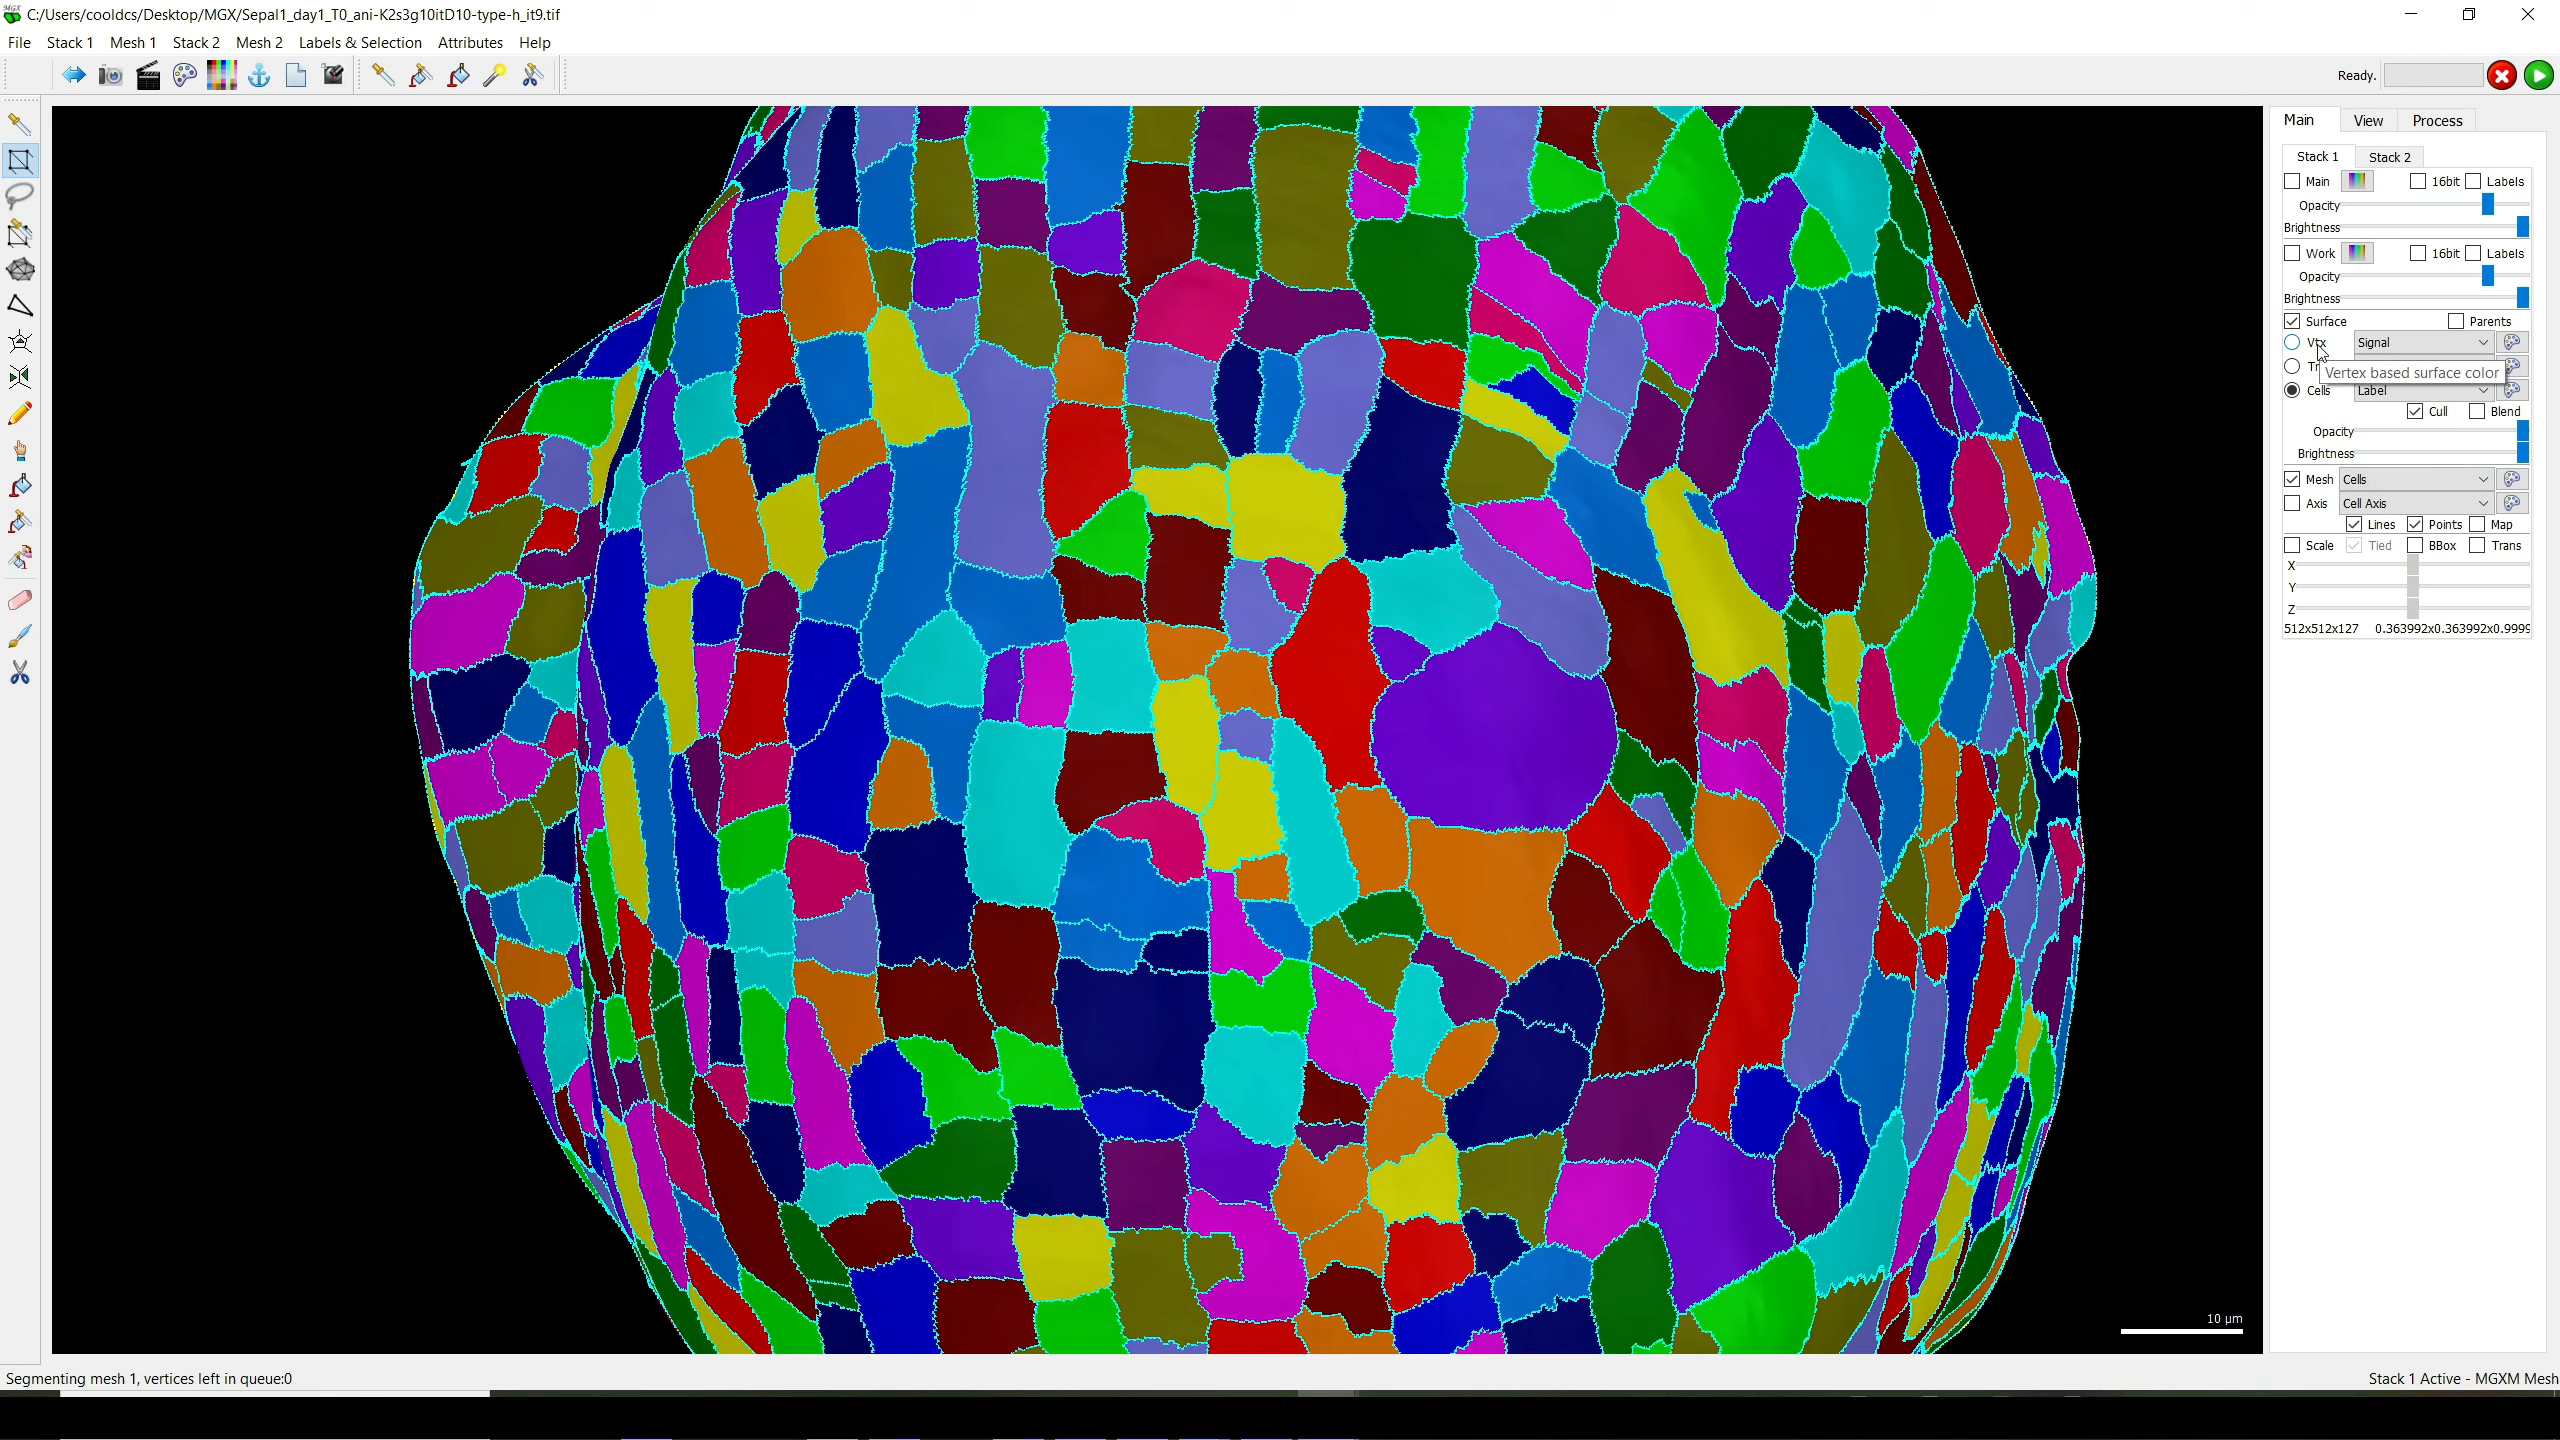 C:/Users/cooldcs/Desktop/MGX/Sepal1_day1_T0_ani-K2s3g10itD10-type-h_it9.tif
File Stack 1 Mesh 1 Stack 2 Mesh 2 Labels & Selection Attributes Help
Ready.
Main View Process
Stack 1 Stack 2
Main 16bit Labels
Opacity
Brightness
Work 16bit Labels
Opacity
Brightness
Surface Parents
Signal
Vertex based surface color
Cells Label
Cull Blend
Opacity
Brightness
Mesh Cells
Axis Cell Axis
Lines Points Map
Scale Tied BBox Trans
X
Y
Z
512x512x127 0.363992x0.363992x0.9999
10 µm
Segmenting mesh 1, vertices left in queue:0
Stack 1 Active - MGXM Mesh